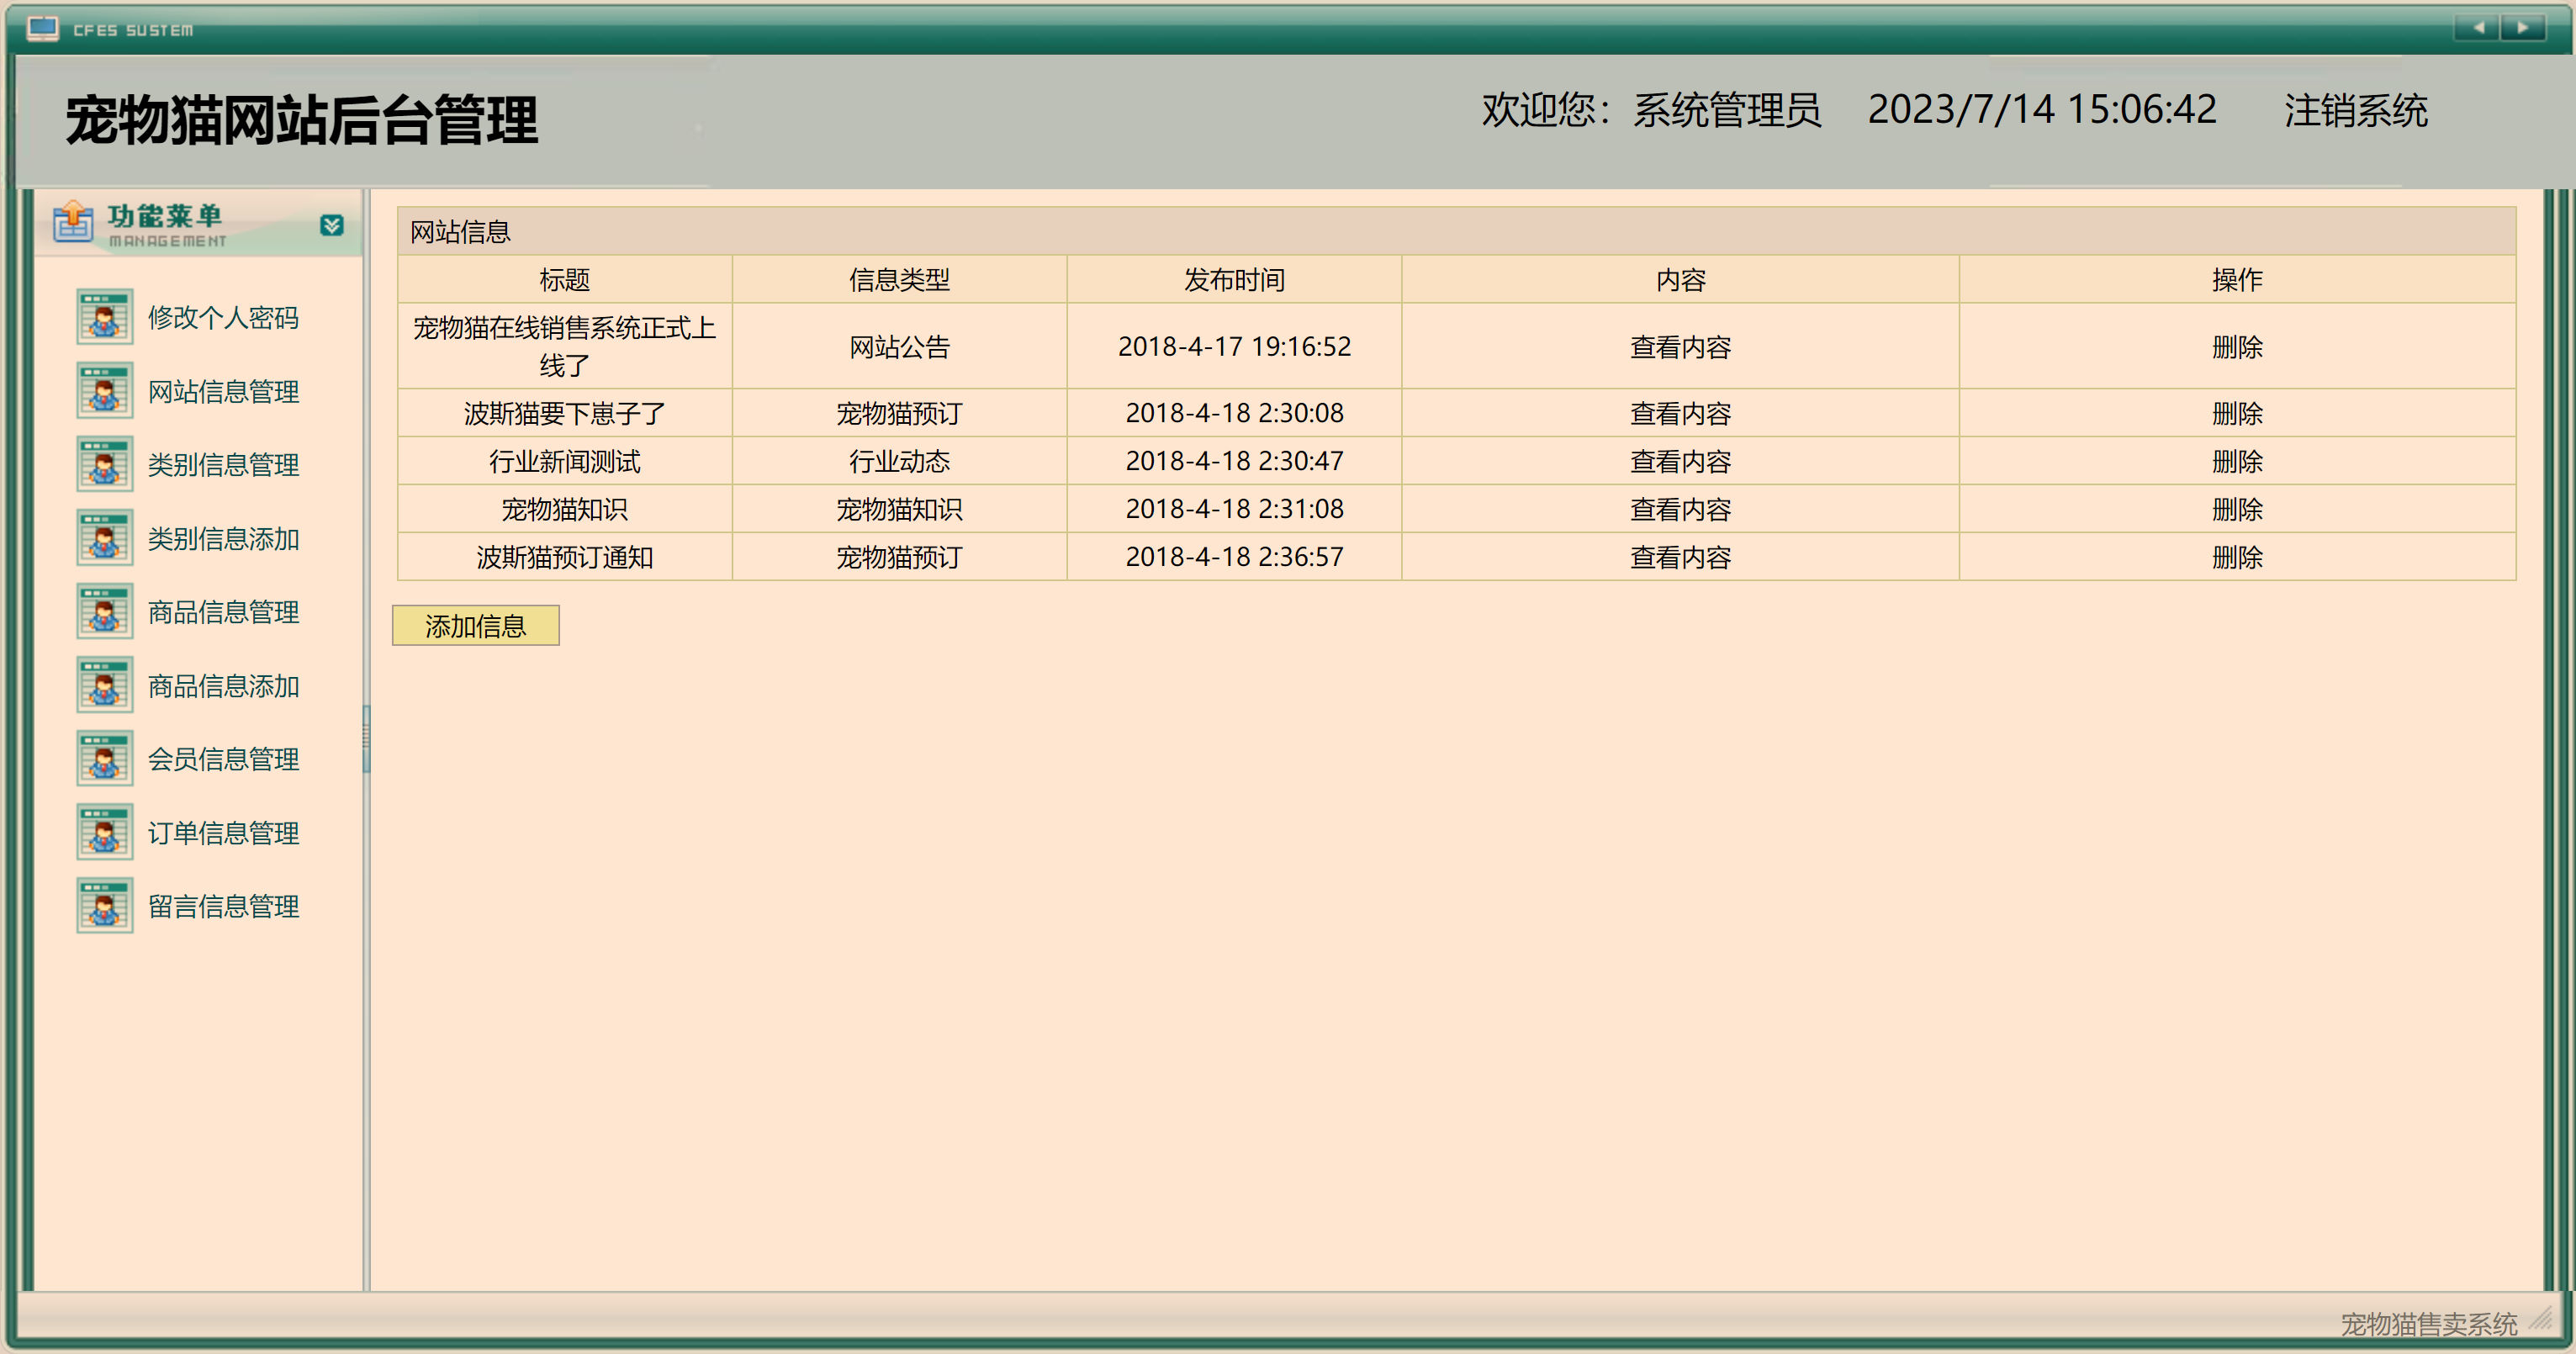 CFES SUSTEM
宠物猫网站后台管理
欢迎您：系统管理员 2023/7/14 15:06:42 注销系统
功能菜单
MANAGEMENT
修改个人密码
网站信息管理
类别信息管理
类别信息添加
商品信息管理
商品信息添加
会员信息管理
订单信息管理
留言信息管理
网站信息
标题 信息类型 发布时间 内容 操作
宠物猫在线销售系统正式上
线了 网站公告 2018-4-17 19:16:52 查看内容 删除
波斯猫要下崽子了 宠物猫预订 2018-4-18 2:30:08 查看内容 删除
行业新闻测试 行业动态 2018-4-18 2:30:47 查看内容 删除
宠物猫知识 宠物猫知识 2018-4-18 2:31:08 查看内容 删除
波斯猫预订通知 宠物猫预订 2018-4-18 2:36:57 查看内容 删除
添加信息
宠物猫售卖系统